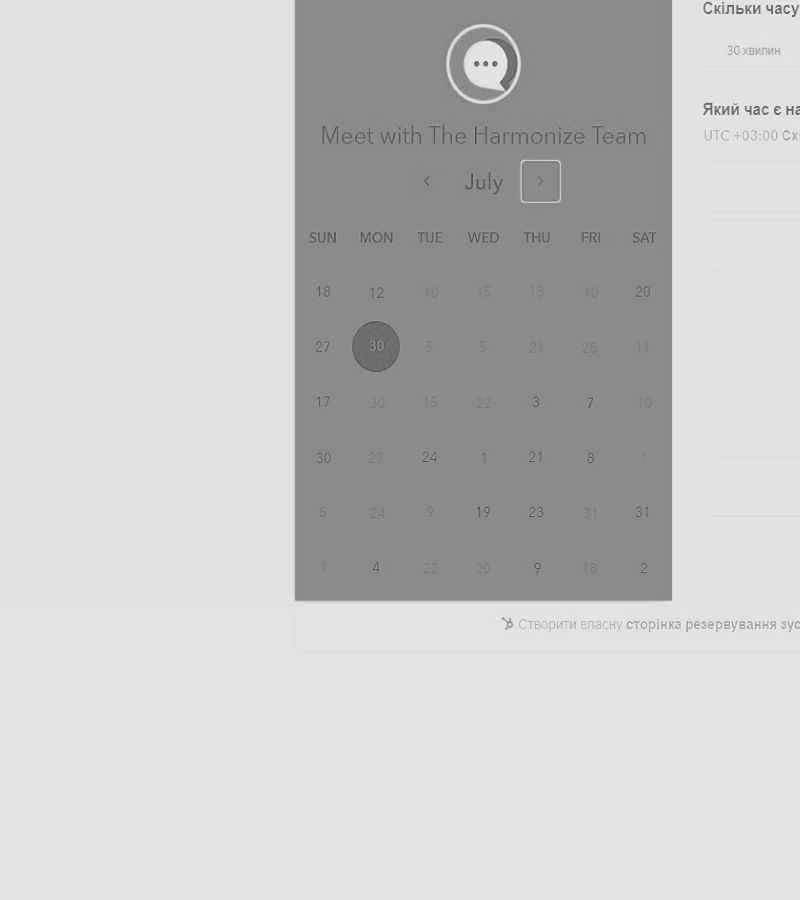 Скільки часу
30 хвилин
Який час є
UTC +03:00
Meet with The Harmonize Team
July
SUN MON TUE WED THU FRI SAT
18 12 10 15 13 10 20
27 30 5 5 21 25 11
17 30 15 22 3 7 10
30 27 24 1 21 8 1
5 24 9 19 23 31 31
1 4 22 20 9 18 2
Створити власну сторінка резервування